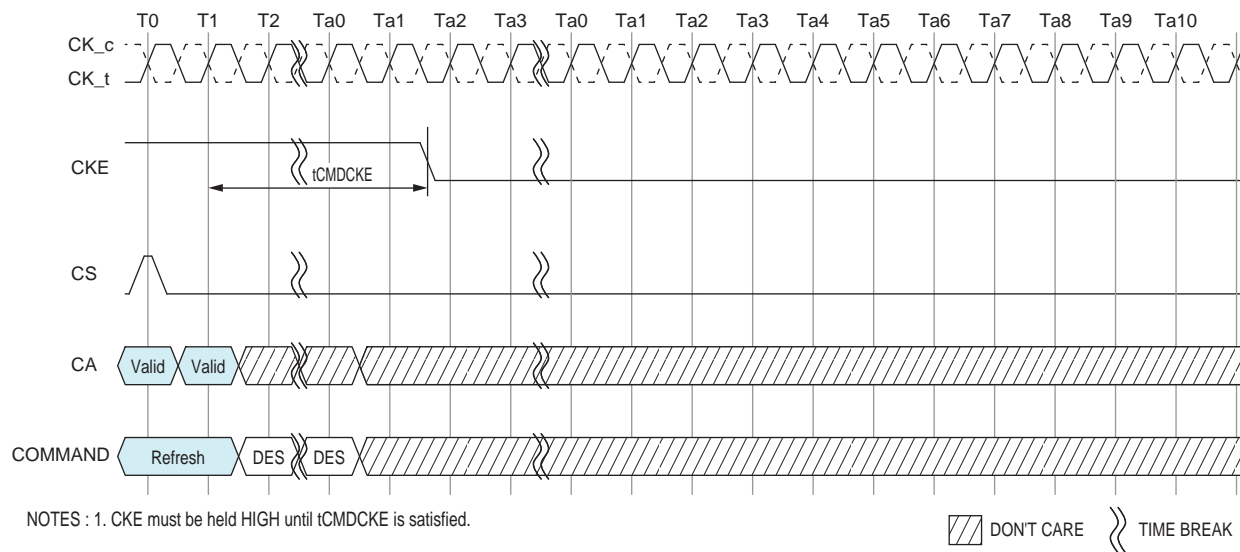 T0 T1 T2 Ta0 Ta1 Ta2 Ta3 Ta0 Ta1 Ta2 Ta3 Ta4 Ta5 Ta6 Ta7 Ta8 Ta9 Ta10
CK_c
CK_t
CKE
tCMDCKE
CS
CA Valid Valid
COMMAND Refresh DES DES
NOTES : 1. CKE must be held HIGH until tCMDCKE is satisfied.
DON'T CARE TIME BREAK